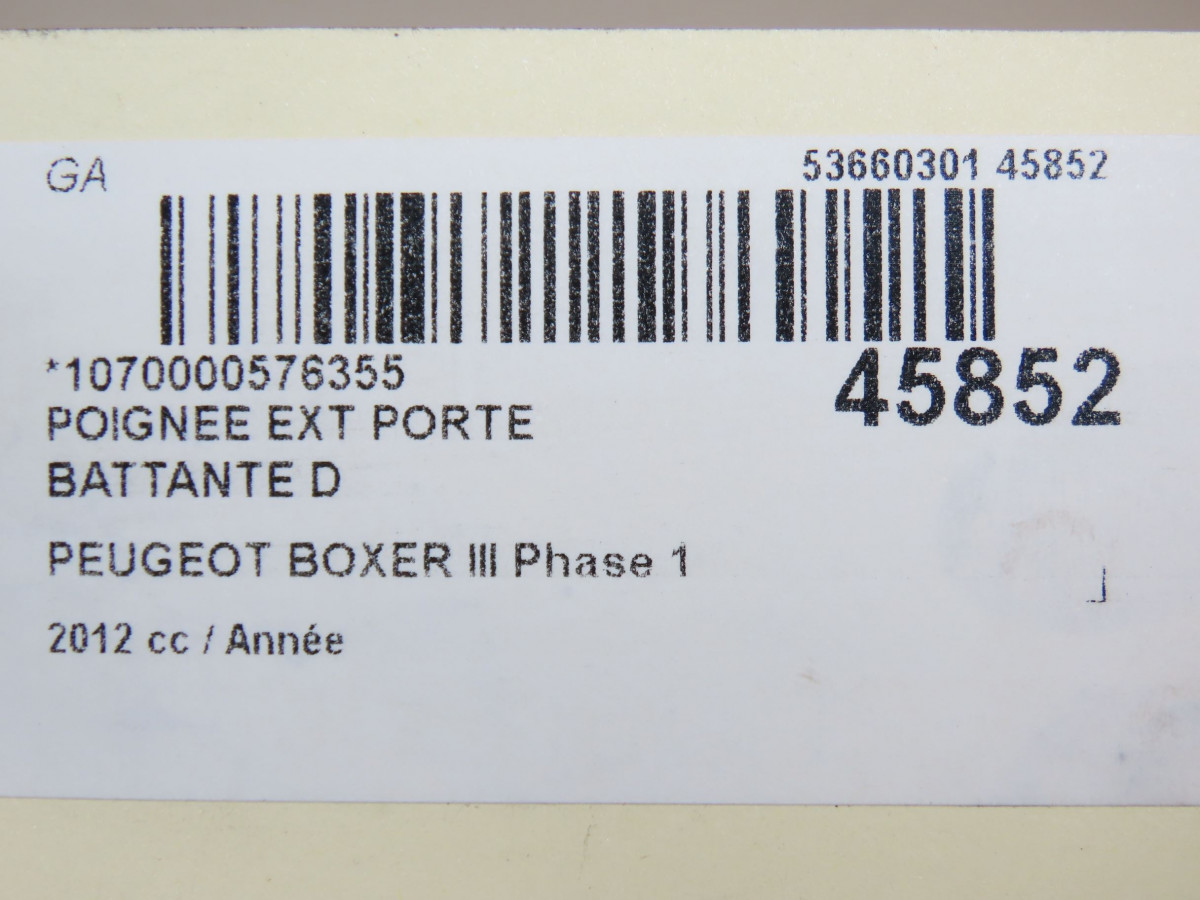 GA
53660301 45852
*1070000576355
45852
POIGNEE EXT PORTE
BATTANTE D
PEUGEOT BOXER III Phase 1
2012 cc / Année